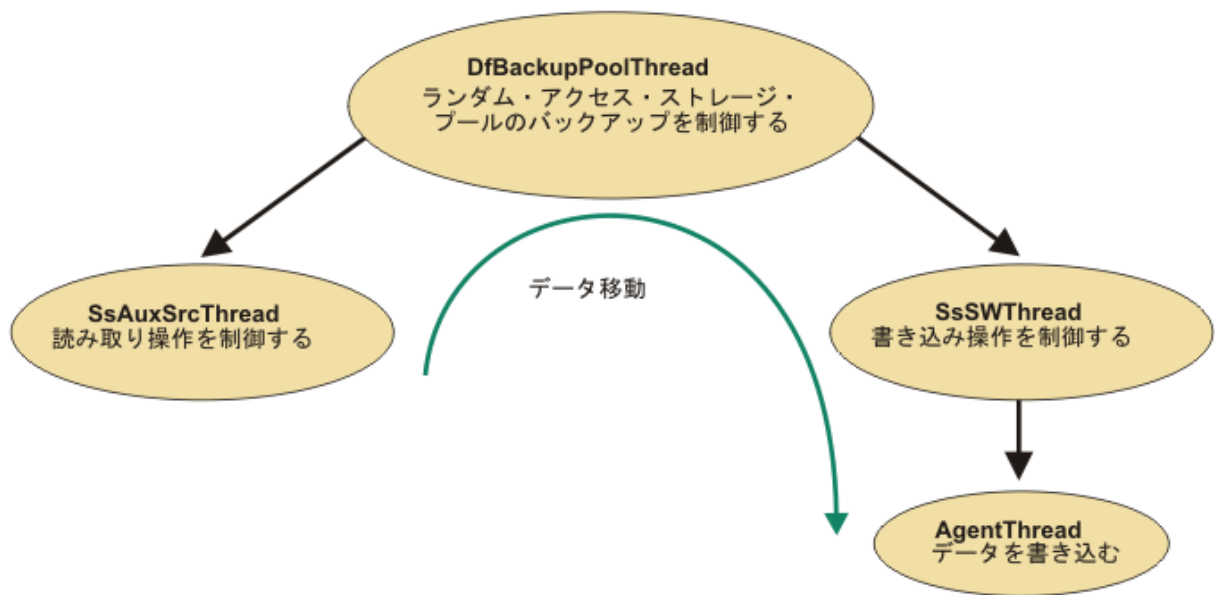 DfBackupPoolThread
ランダム・アクセス・ストレージ・
プールのバックアップを制御する
データ移動
SsAuxSrcThread
読み取り操作を制御する
SsSWThread
書き込み操作を制御する
AgentThread
データを書き込む